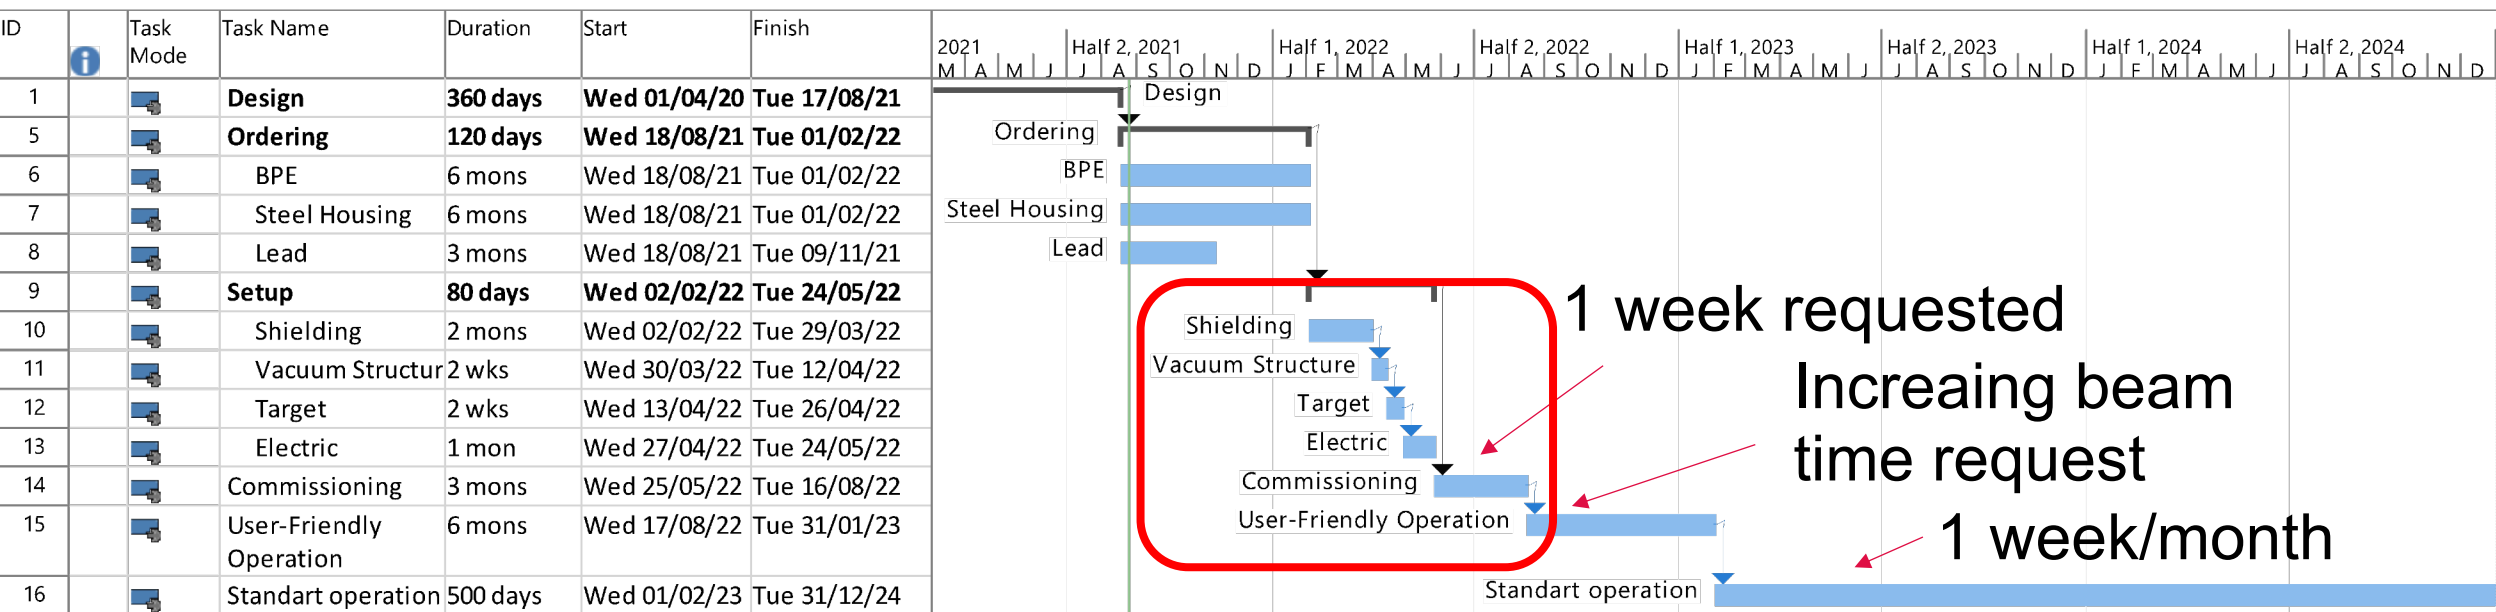 ID Task Mode Task Name Duration Start Finish
2021 Half 2, 2021 Half 1, 2022 Half 2, 2022 Half 1, 2023 Half 2, 2023 Half 1, 2024 Half 2, 2024
M A M J J A S O N D J F M A M J J A S O N D J F M A M J J A S O N D J F M A M J J A S O N D
1 Design 360 days Wed 01/04/20 Tue 17/08/21 Design
5 Ordering 120 days Wed 18/08/21 Tue 01/02/22 Ordering
6 BPE 6 mons Wed 18/08/21 Tue 01/02/22 BPE
7 Steel Housing 6 mons Wed 18/08/21 Tue 01/02/22 Steel Housing
8 Lead 3 mons Wed 18/08/21 Tue 09/11/21 Lead
9 Setup 80 days Wed 02/02/22 Tue 24/05/22
10 Shielding 2 mons Wed 02/02/22 Tue 29/03/22 Shielding
11 Vacuum Structur 2 wks Wed 30/03/22 Tue 12/04/22 Vacuum Structure
12 Target 2 wks Wed 13/04/22 Tue 26/04/22 Target
13 Electric 1 mon Wed 27/04/22 Tue 24/05/22 Electric
14 Commissioning 3 mons Wed 25/05/22 Tue 16/08/22 Commissioning
15 User-Friendly Operation 6 mons Wed 17/08/22 Tue 31/01/23 User-Friendly Operation
16 Standart operation 500 days Wed 01/02/23 Tue 31/12/24 Standart operation
1 week requested
Increaing beam
time request
1 week/month